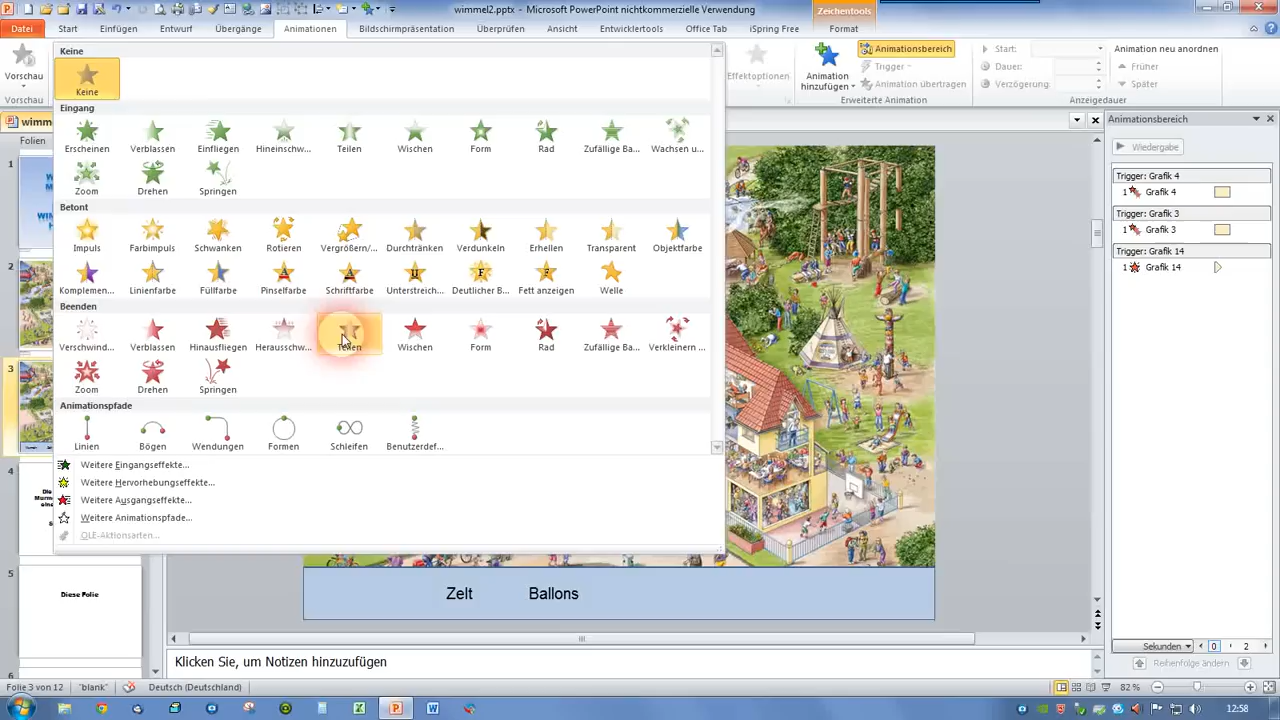 wimmel2.pptx - Microsoft PowerPoint nichtkommerzielle Verwendung
Zeichentools
Datei Start Einfügen Entwurf Übergänge Animationen Bildschirmpräsentation Überprüfen Ansicht Entwicklertools Office Tab iSpring Free Format
Vorschau
Vorschau
Keine
Keine
Eingang
Erscheinen Verblassen Einfliegen Hineinschw... Teilen Wischen Form Rad Zufällige Ba... Wachsen u...
Zoom Drehen Springen
Betont
Impuls Farbimpuls Schwanken Rotieren Vergrößern/... Durchtränken Verdunkeln Erhellen Transparent Objektfarbe
Komplemen... Linienfarbe Füllfarbe Pinselfarbe Schriftfarbe Unterstreich... Deutlicher B... Fett anzeigen Welle
Beenden
Verschwind... Verblassen Hinausfliegen Herausschw... Teilen Wischen Form Rad Zufällige Ba... Verkleinern ...
Zoom Drehen Springen
Animationspfade
Linien Bögen Wendungen Formen Schleifen Benutzerdef...
Weitere Eingangseffekte...
Weitere Hervorhebungseffekte...
Weitere Ausgangseffekte...
Weitere Animationspfade...
OLE-Aktionsarten...
Effektoptionen
Animation hinzufügen
Animationsbereich
Trigger
Animation übertragen
Erweiterte Animation
Start:
Dauer:
Verzögerung:
Animation neu anordnen
Früher
Später
Anzeigedauer
Animationsbereich
Wiedergabe
Trigger: Grafik 4
1 Grafik 4
Trigger: Grafik 3
1 Grafik 3
Trigger: Grafik 14
1 Grafik 14
Sekunden 0 2
Reihenfolge ändern
wimm
Folien
1
2
3
4
5
Diese Folie
6
Zelt Ballons
Klicken Sie, um Notizen hinzuzufügen
Folie 3 von 12 "blank" Deutsch (Deutschland) 82 %
12:58